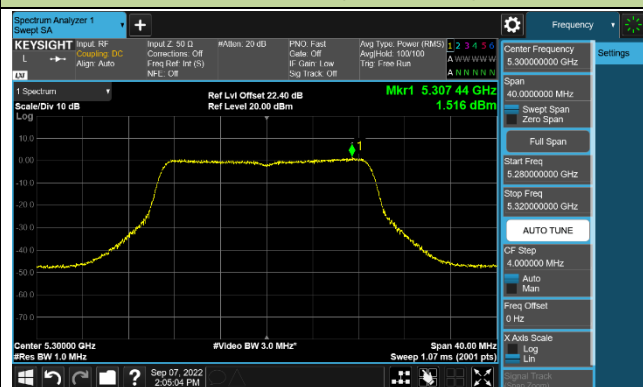 Spectrum Analyzer 1
Swept SA
+
Frequency
KEYSIGHT
Input: RF
Coupling: DC
Align: Auto
Input Z: 50 Ω
Corrections: Off
Freq Ref: Int (S)
NFE: Off
#Atten: 20 dB
PNO: Fast
Gate: Off
IF Gain: Low
Sig Track: Off
Avg Type: Power (RMS)
Avg|Hold: 100/100
Trig: Free Run
1 2 3 4 5 6
A W W W W W
A N N N N N
L
LXI
1 Spectrum
Scale/Div 10 dB
Log
Ref Lvl Offset 22.40 dB
Ref Level 20.00 dBm
Mkr1 5.307 44 GHz
1.516 dBm
10.0
0.00
-10.0
-20.0
-30.0
-40.0
-50.0
-60.0
-70.0
1
Center 5.30000 GHz
#Res BW 1.0 MHz
#Video BW 3.0 MHz*
Span 40.00 MHz
Sweep 1.07 ms (2001 pts)
Sep 07, 2022
2:05:04 PM
Center Frequency
5.300000000 GHz
Span
40.0000000 MHz
Swept Span
Zero Span
Full Span
Start Freq
5.280000000 GHz
Stop Freq
5.320000000 GHz
AUTO TUNE
CF Step
4.000000 MHz
Auto
Man
Freq Offset
0 Hz
X Axis Scale
Log
Lin
Signal Track
(Span Zoom)
Settings